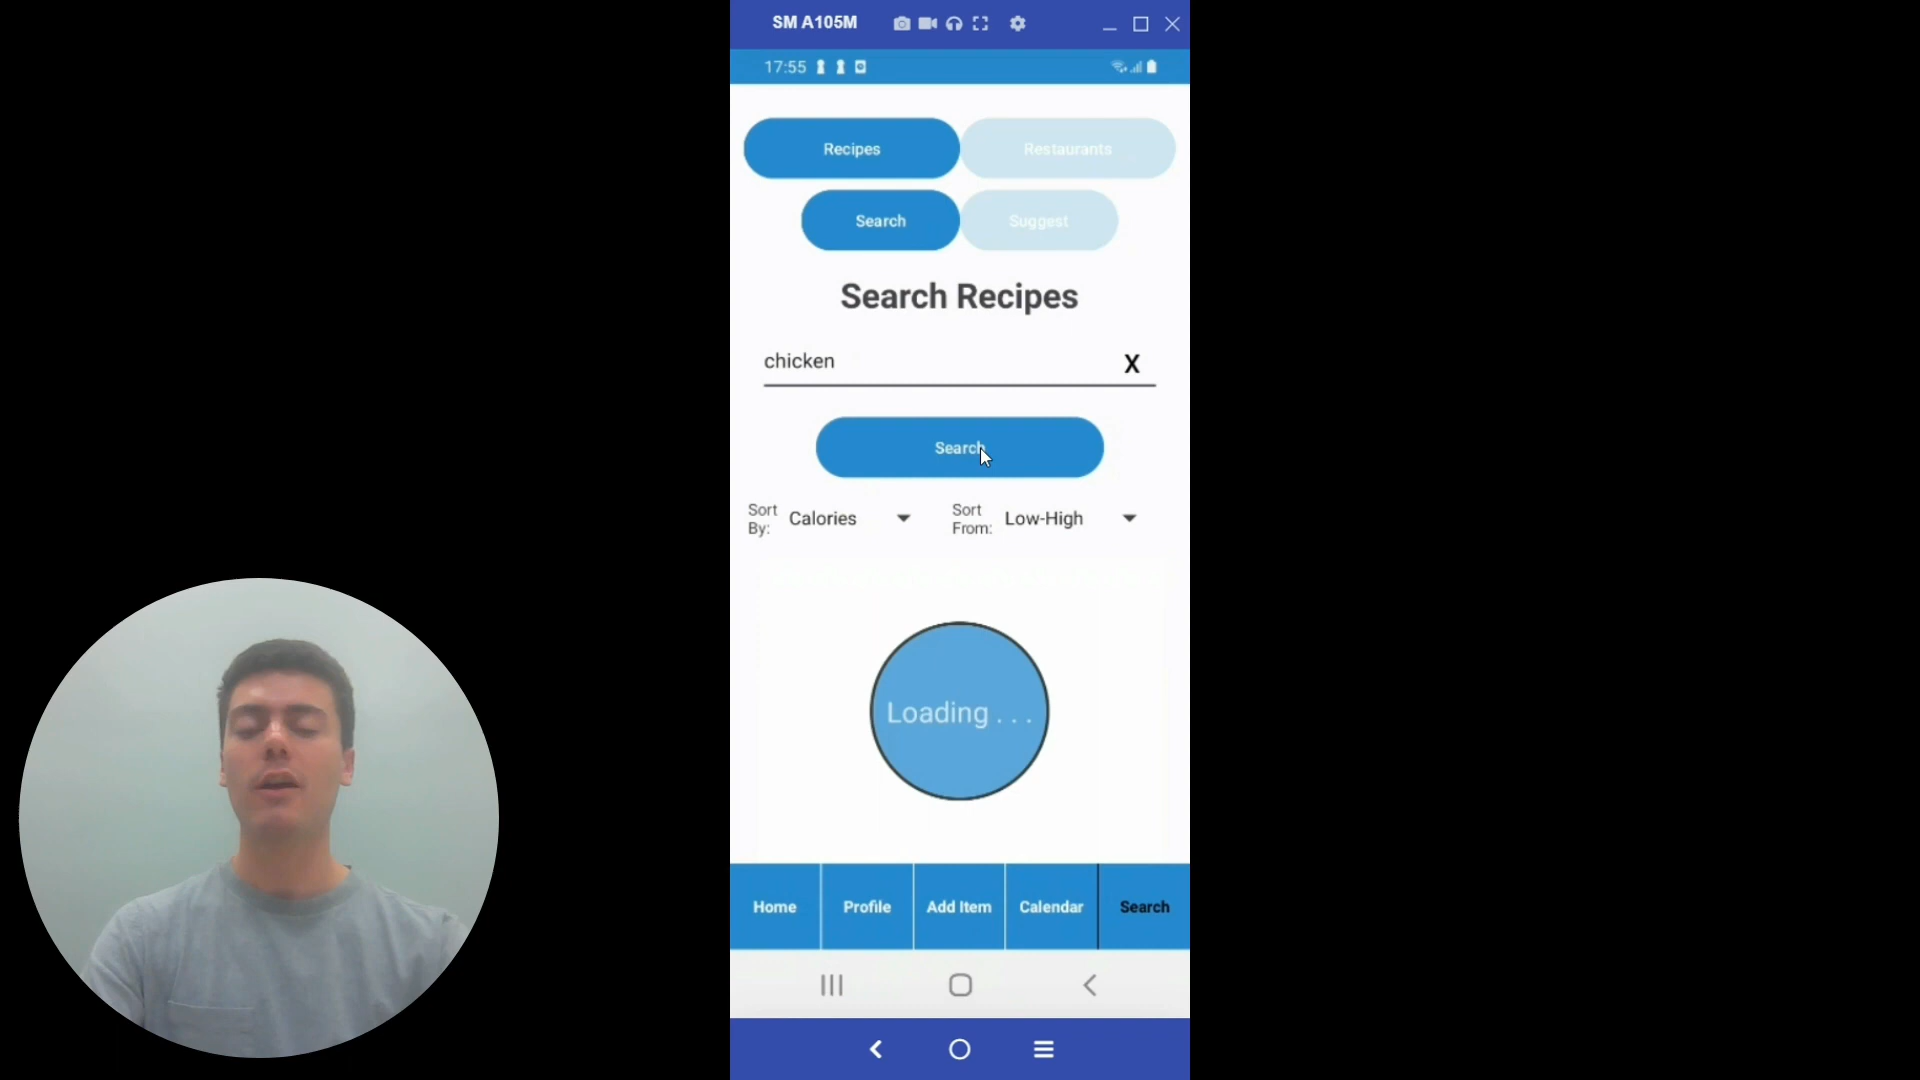 SM A105M
17:55
Recipes
Restaurants
Search
Suggest
Search Recipes
chicken
X
Search
Sort By:
Calories
Sort From:
Low-High
Loading . . .
Home
Profile
Add Item
Calendar
Search